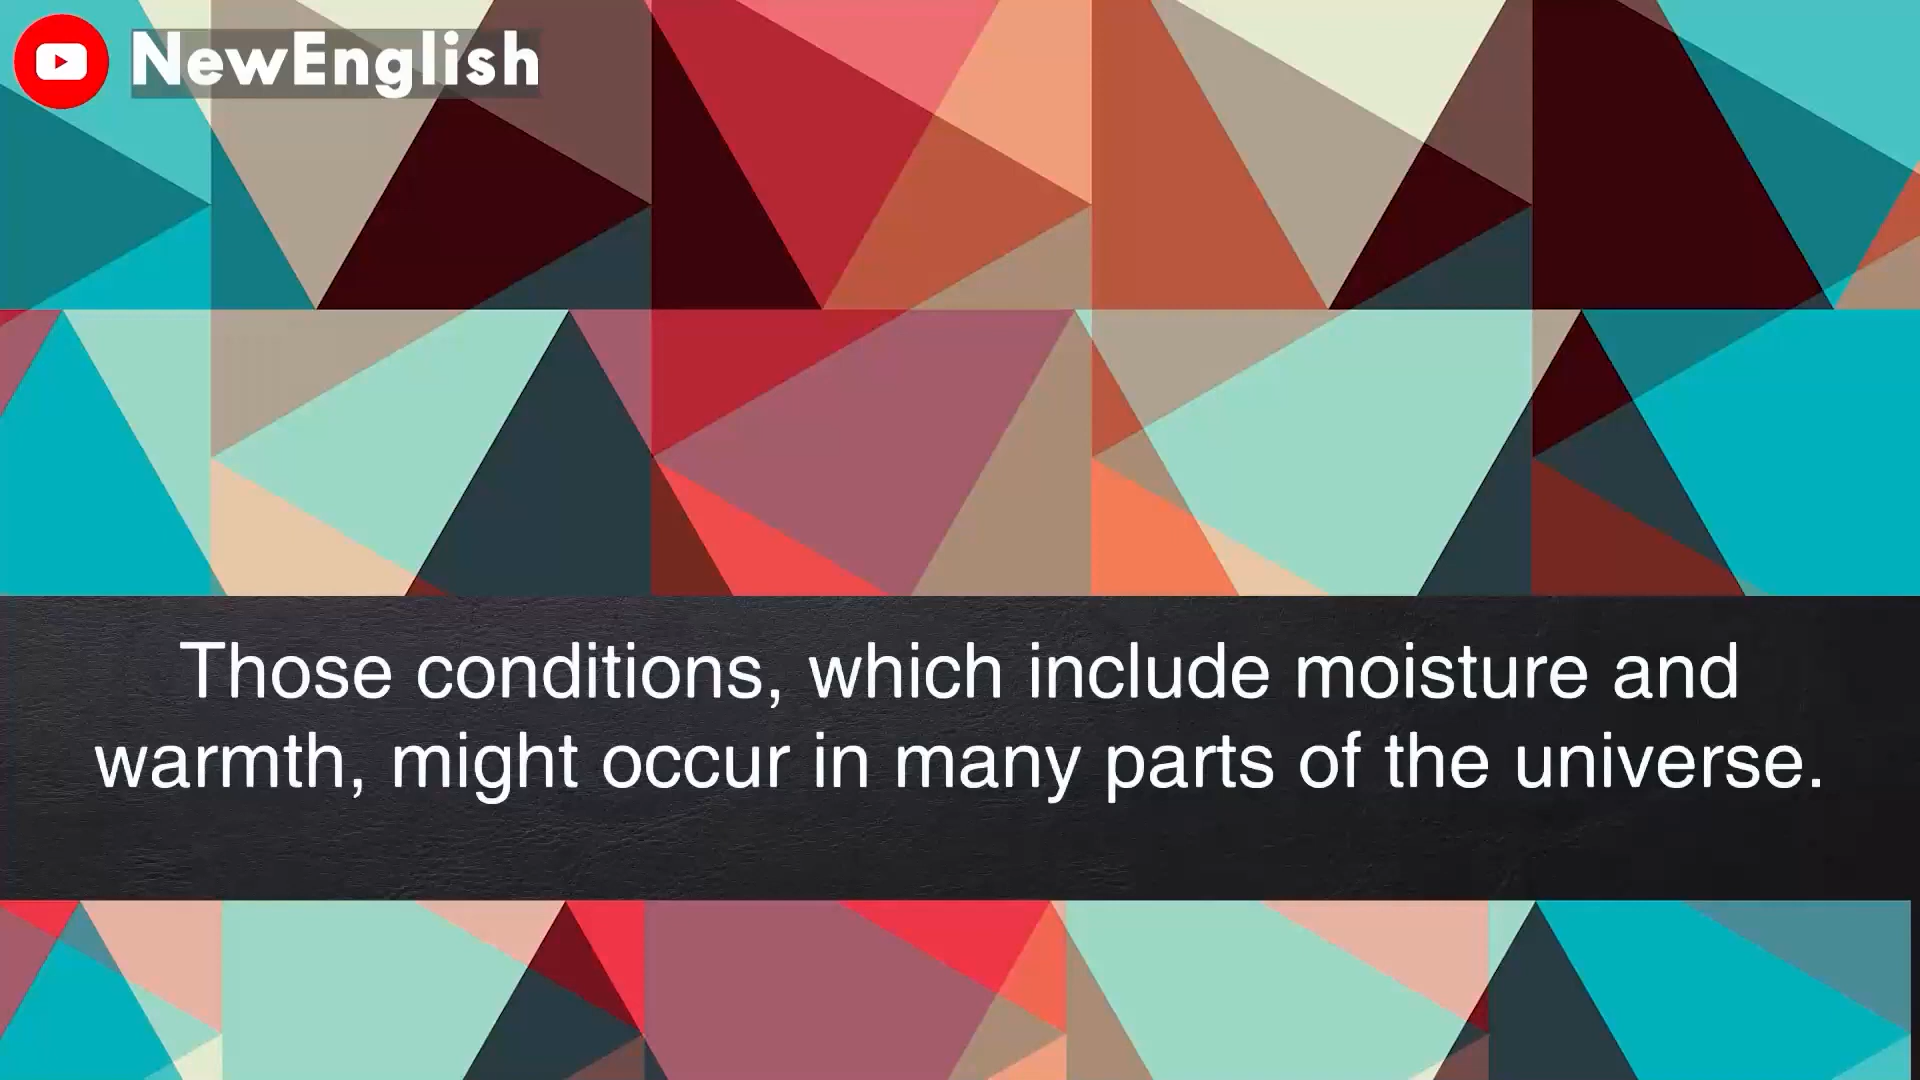 NewEnglish
Those conditions, which include moisture and
warmth, might occur in many parts of the universe.